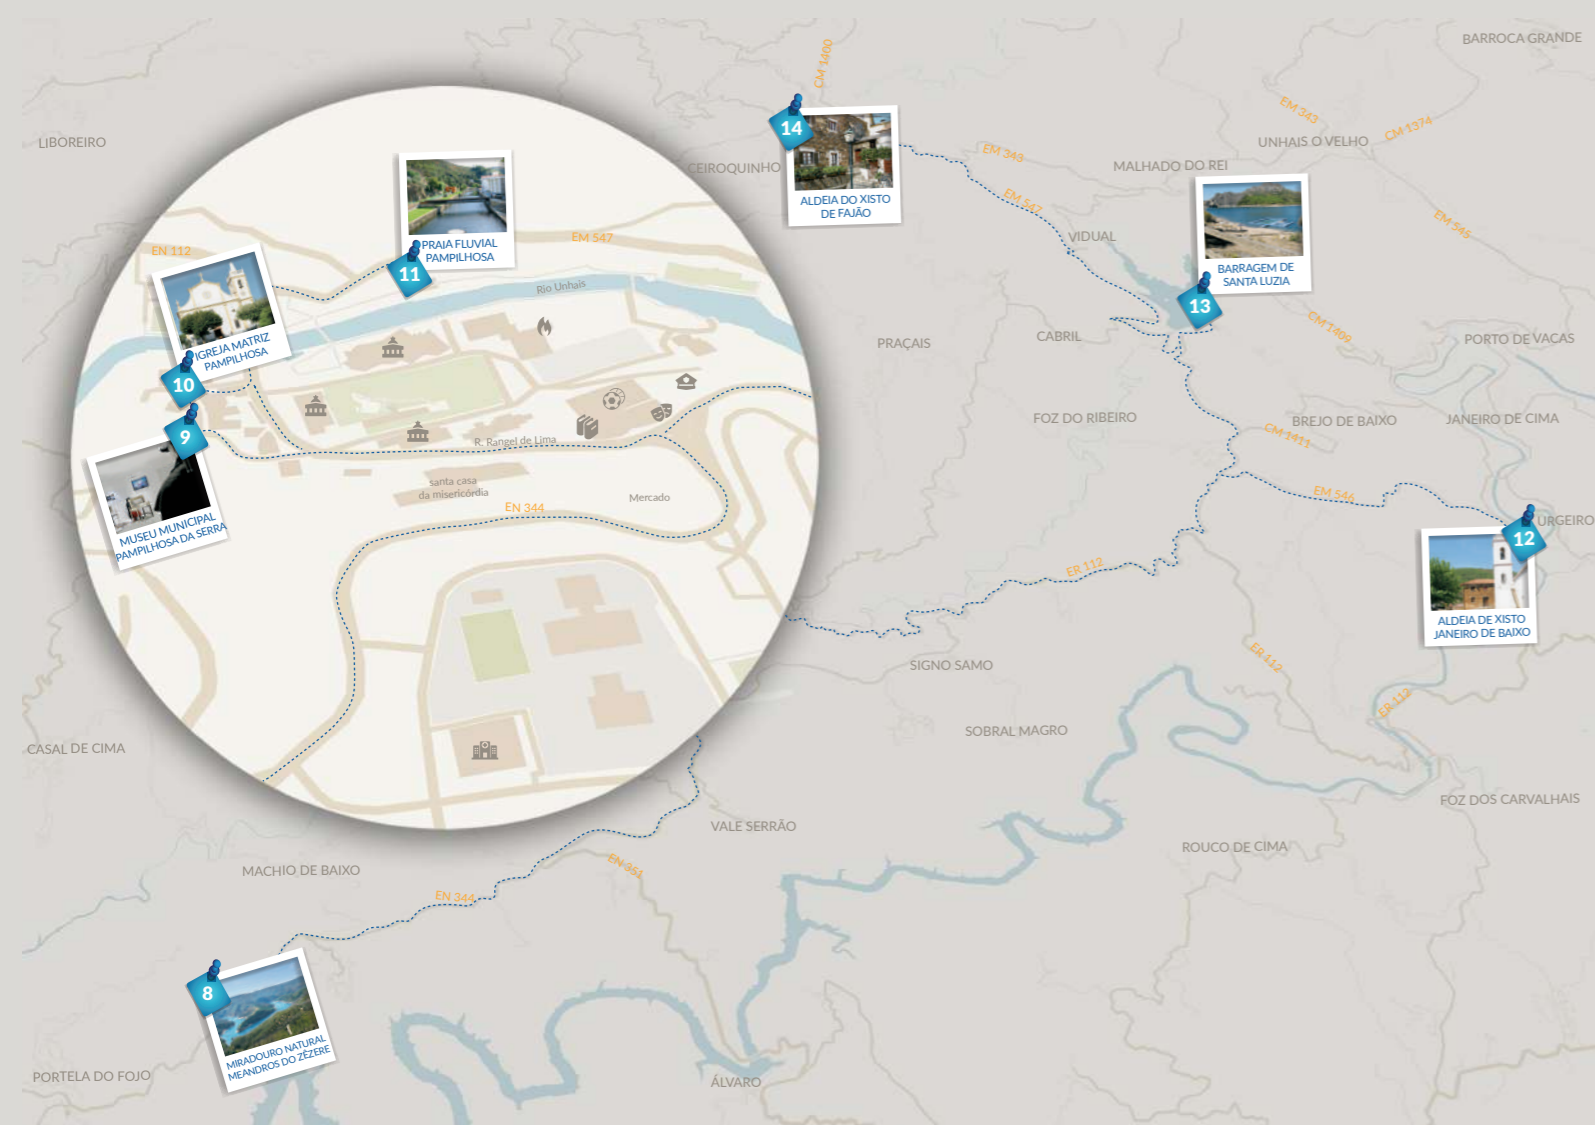 BARROCA GRANDE
CM 1400
EM 343
CM 1374
UNHAIS O VELHO
LIBOREIRO
14
ALDEIA DO XISTO
DE FAJÃO
CEIROQUINHO
EM 343
MALHADO DO REI
EM 547
EM 545
VIDUAL
BARRAGEM DE
SANTA LUZIA
13
PRAIA FLUVIAL
PAMPILHOSA
11
EN 112
EM 547
Rio Unhais
IGREJA MATRIZ
PAMPILHOSA
10
9
MUSEU MUNICIPAL
PAMPILHOSA DA SERRA
R. Rangel de Lima
santa casa
da misericórdia
Mercado
EN 344
CM 1409
PRAÇAIS
CABRIL
PORTO DE VACAS
FOZ DO RIBEIRO
BREJO DE BAIXO
JANEIRO DE CIMA
CM 1411
EM 546
12
URGEIRO
ALDEIA DE XISTO
JANEIRO DE BAIXO
ER 112
SIGNO SAMO
ER 112
ER 112
SOBRAL MAGRO
CASAL DE CIMA
FOZ DOS CARVALHAIS
VALE SERRÃO
ROUCO DE CIMA
MACHIO DE BAIXO
EN 351
EN 344
8
MIRADOURO NATURAL
MEANDROS DO ZÊZERE
PORTELA DO FOJO
ÁLVARO